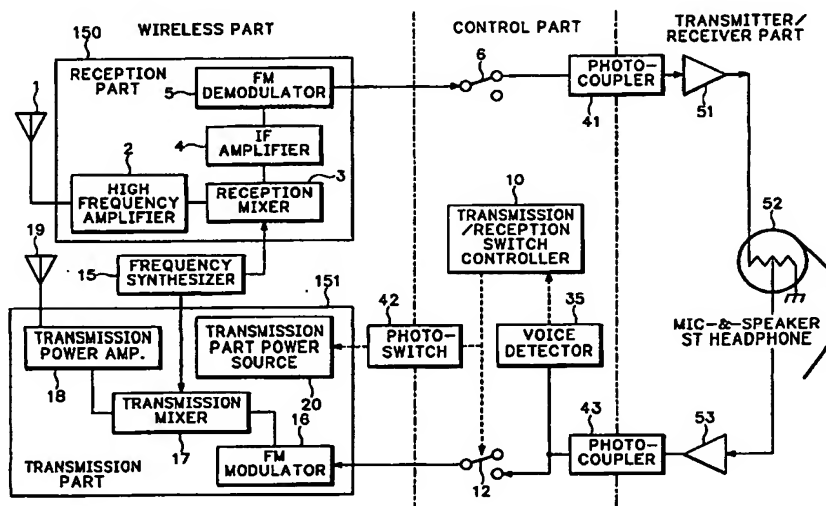 WIRELESS PART
CONTROL PART
TRANSMITTER/
RECEIVER PART
150
RECEPTION
PART
1
5
FM
DEMODULATOR
6
PHOTO-
COUPLER
41
51
4
IF
AMPLIFIER
2
HIGH
FREQUENCY
AMPLIFIER
3
RECEPTION
MIXER
10
TRANSMISSION
/RECEPTION
SWITCH
CONTROLLER
52
19
15
FREQUENCY
SYNTHESIZER
151
42
PHOTO-
SWITCH
35
VOICE
DETECTOR
MIC-&-SPEAKER
ST HEADPHONE
TRANSMISSION
POWER AMP.
18
TRANSMISSION
PART POWER
SOURCE
20
TRANSMISSION
MIXER
17
16
FM
MODULATOR
12
43
PHOTO-
COUPLER
53
TRANSMISSION
PART